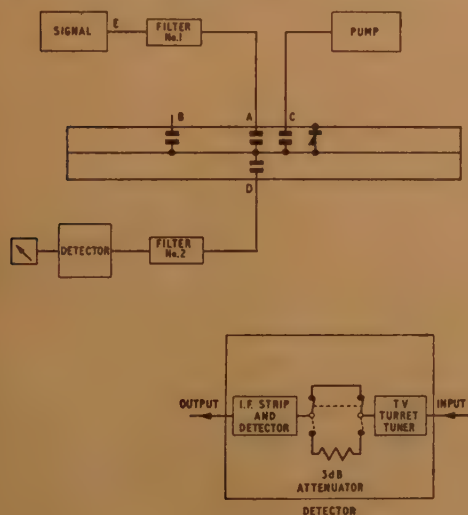 SIGNAL
E
FILTER
No.1
PUMP
B
A
C
D
DETECTOR
FILTER
No.2
OUTPUT
I.F. STRIP
AND
DETECTOR
TV
TURRET
TUNER
INPUT
3dB
ATTENUATOR
DETECTOR